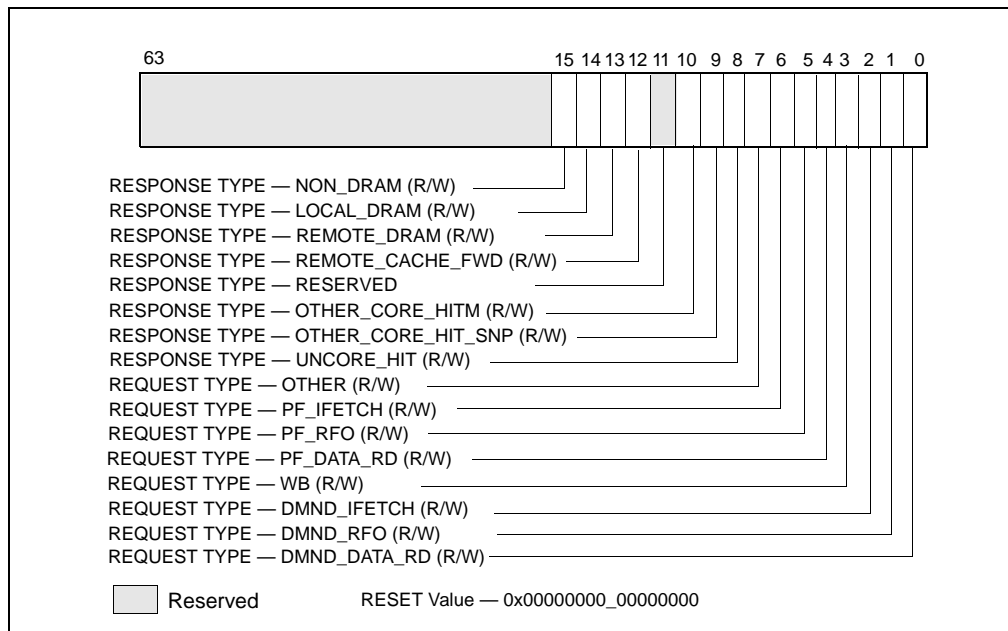 63 15 14 13 12 11 10 9 8 7 6 5 4 3 2 1 0
RESPONSE TYPE — NON_DRAM (R/W)
RESPONSE TYPE — LOCAL_DRAM (R/W)
RESPONSE TYPE — REMOTE_DRAM (R/W)
RESPONSE TYPE — REMOTE_CACHE_FWD (R/W)
RESPONSE TYPE — RESERVED
RESPONSE TYPE — OTHER_CORE_HITM (R/W)
RESPONSE TYPE — OTHER_CORE_HIT_SNP (R/W)
RESPONSE TYPE — UNCORE_HIT (R/W)
REQUEST TYPE — OTHER (R/W)
REQUEST TYPE — PF_IFETCH (R/W)
REQUEST TYPE — PF_RFO (R/W)
REQUEST TYPE — PF_DATA_RD (R/W)
REQUEST TYPE — WB (R/W)
REQUEST TYPE — DMND_IFETCH (R/W)
REQUEST TYPE — DMND_RFO (R/W)
REQUEST TYPE — DMND_DATA_RD (R/W)
Reserved RESET Value — 0x00000000_00000000